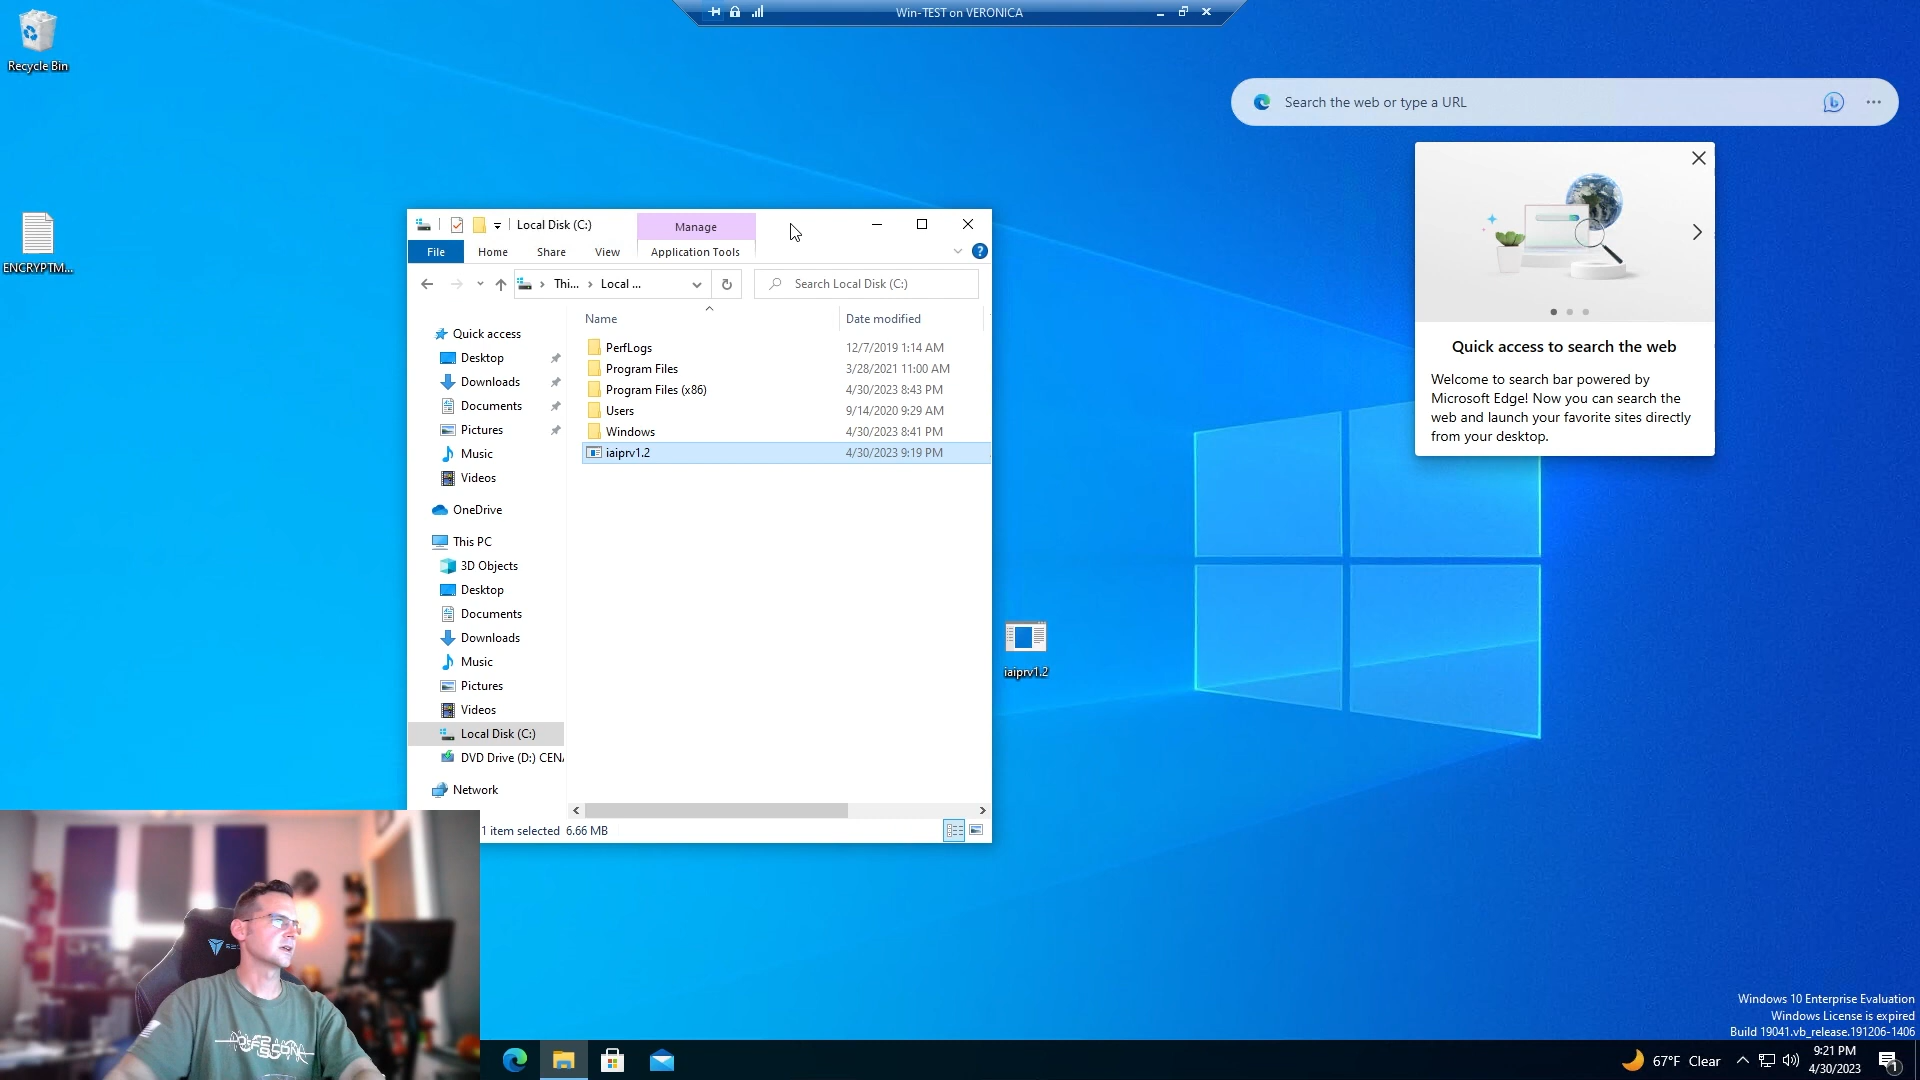 Win-TEST on VERONICA
Recycle Bin
Search the web or type a URL
ENCRYPTM...
Local Disk (C:)
Manage
File
Home
Share
View
Application Tools
Thi...
Local ...
Search Local Disk (C:)
Name
Date modified
Quick access
Desktop
Downloads
Documents
Pictures
Music
Videos
OneDrive
This PC
3D Objects
Desktop
Documents
Downloads
Music
Pictures
Videos
Local Disk (C:)
DVD Drive (D:) CEN
Network
PerfLogs 12/7/2019 1:14 AM
Program Files 3/28/2021 11:00 AM
Program Files (x86) 4/30/2023 8:43 PM
Users 9/14/2020 9:29 AM
Windows 4/30/2023 8:41 PM
iaiprv1.2 4/30/2023 9:19 PM
1 item selected 6.66 MB
iaiprv1.2
Quick access to search the web
Welcome to search bar powered by
Microsoft Edge! Now you can search the
web and launch your favorite sites directly
from your desktop.
Windows 10 Enterprise Evaluation
Windows License is expired
Build 19041.vb_release.191206-1406
67°F Clear
9:21 PM
4/30/2023
1